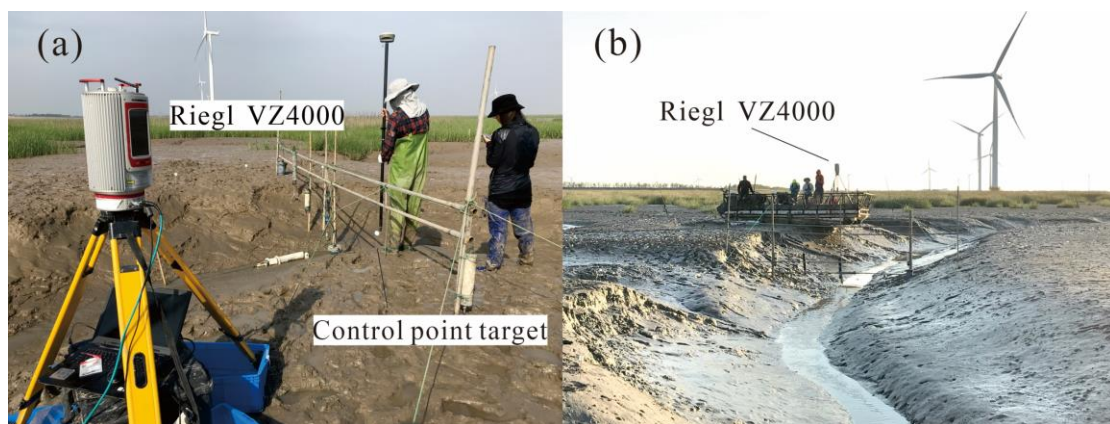 (a)
Riegl VZ4000
Control point target
(b)
Riegl VZ4000